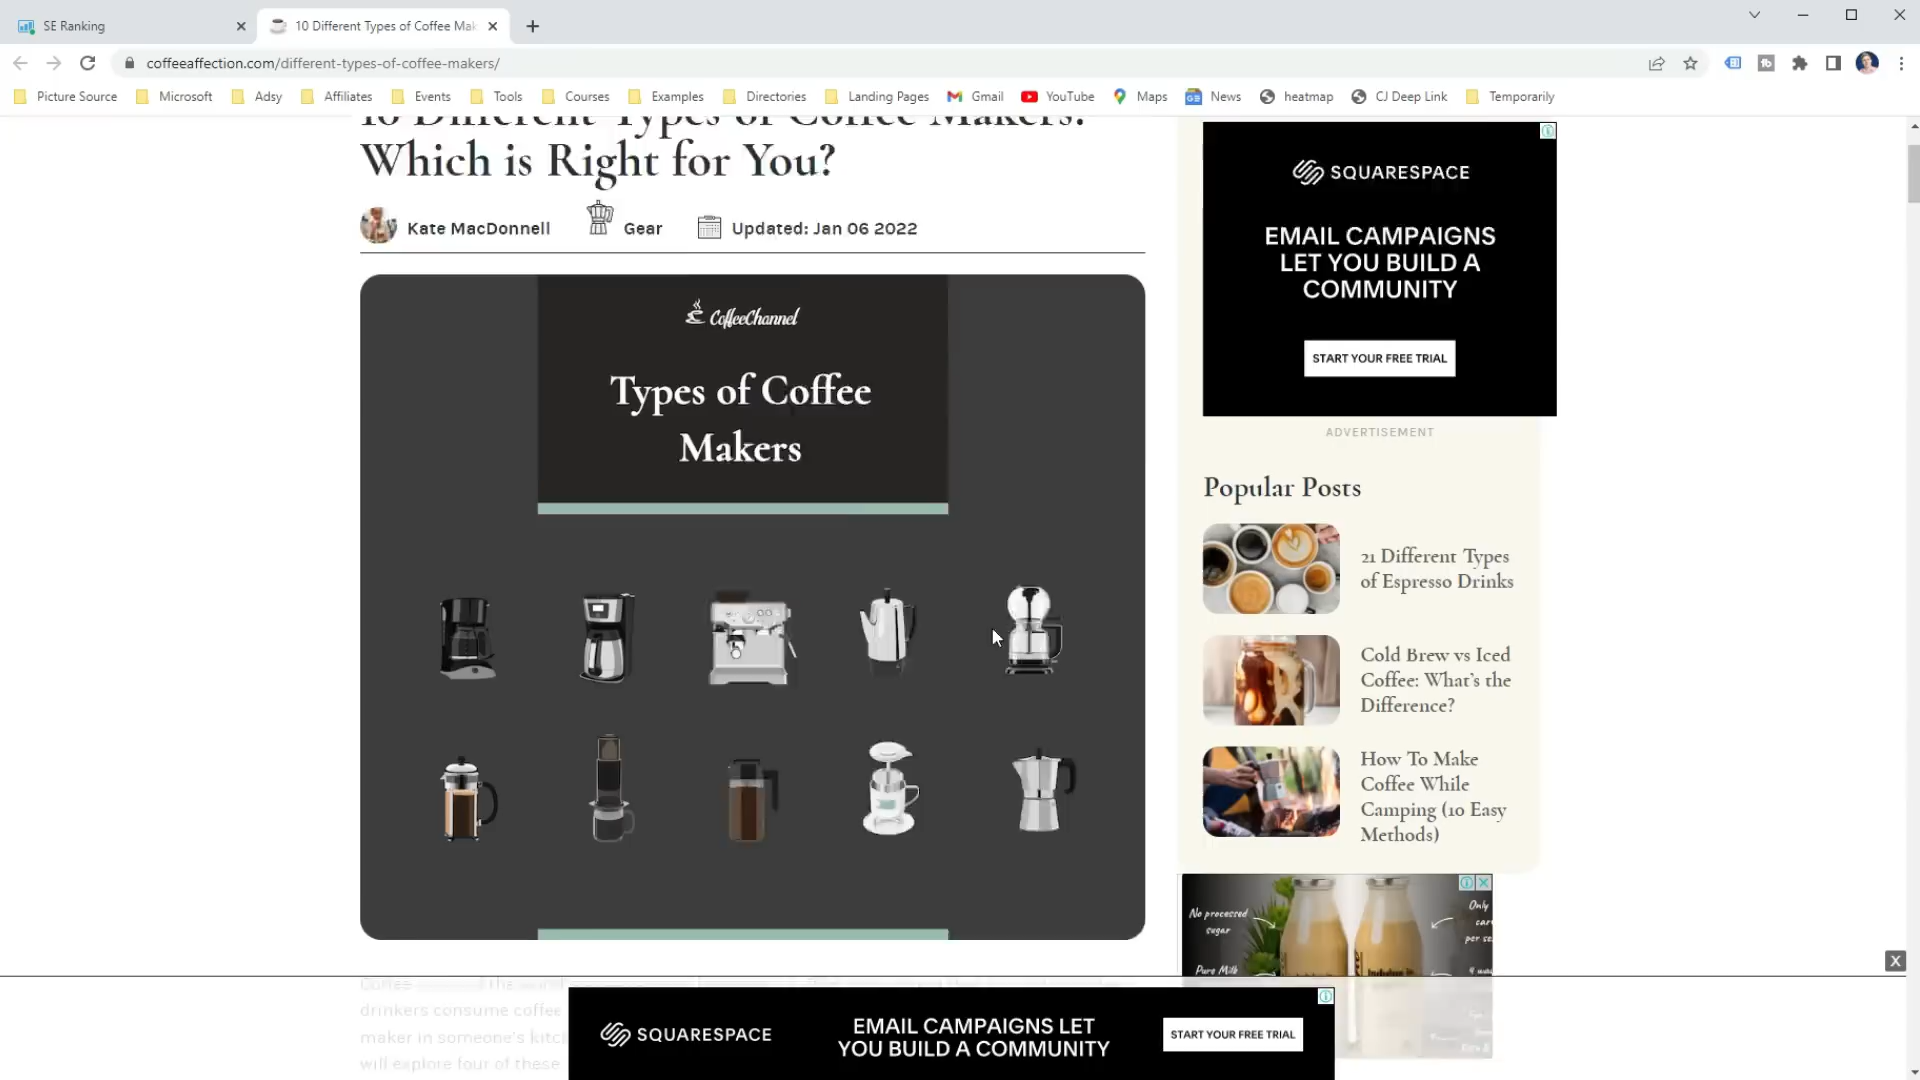 SE Ranking
10 Different Types of Coffee Mak
coffeeaffection.com/different-types-of-coffee-makers/
Picture Source
Microsoft
Adsy
Affiliates
Events
Tools
Courses
Examples
Directories
Landing Pages
Gmail
YouTube
Maps
News
heatmap
CJ Deep Link
Temporarily
10 Different Types of Coffee Makers:
Which is Right for You?
Kate MacDonnell
Gear
Updated: Jan 06 2022
CoffeeChannel
Types of Coffee
Makers
SQUARESPACE
EMAIL CAMPAIGNS
LET YOU BUILD A
COMMUNITY
START YOUR FREE TRIAL
ADVERTISEMENT
Popular Posts
21 Different Types
of Espresso Drinks
Cold Brew vs Iced
Coffee: What's the
Difference?
How To Make
Coffee While
Camping (10 Easy
Methods)
No processed
sugar
Only
per se
Pure Milk
drinkers consume coffee
maker in someone's kitc
will explore four of these
SQUARESPACE
EMAIL CAMPAIGNS LET
YOU BUILD A COMMUNITY
START YOUR FREE TRIAL
X